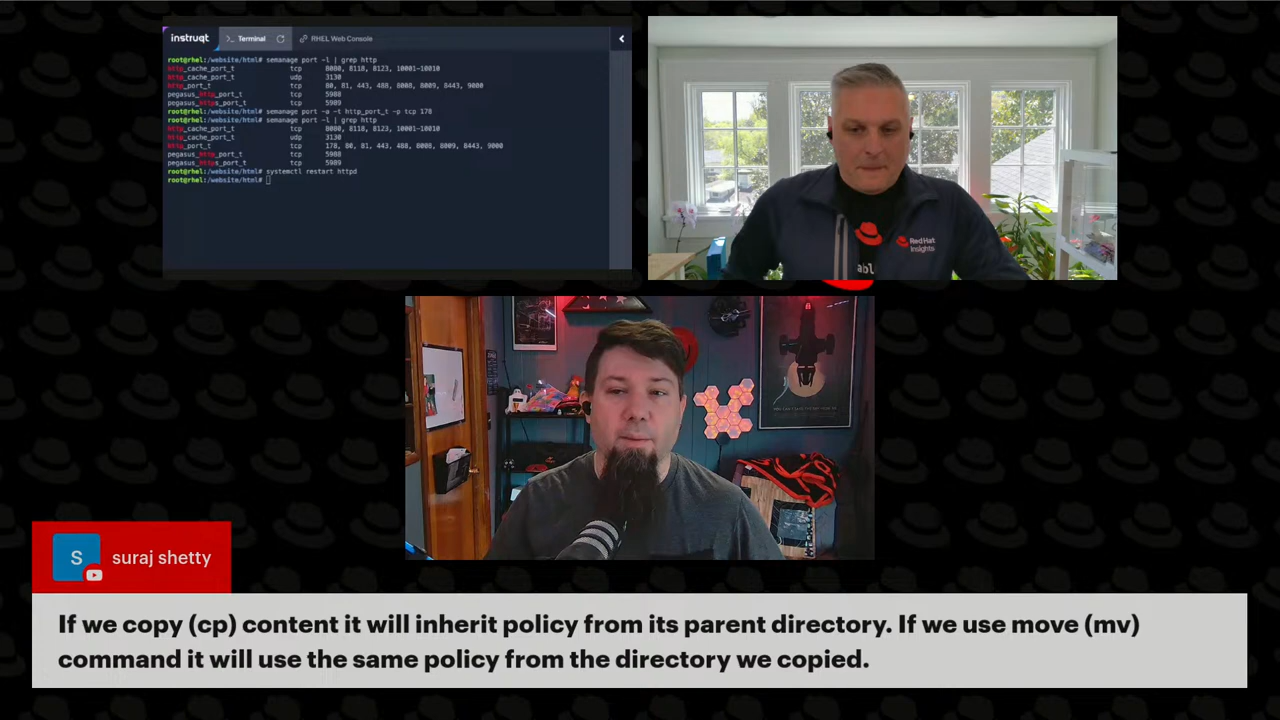 instruqt
Terminal
RHEL Web Console
root@rhel:/website/html# semanage port -l | grep http
http_cache_port_t tcp 8080, 8118, 8123, 10001-10010
http_cache_port_t udp 3130
http_port_t tcp 80, 81, 443, 488, 8008, 8009, 8443, 9000
pegasus_http_port_t tcp 5988
pegasus_https_port_t tcp 5989
root@rhel:/website/html# semanage port -a -t http_port_t -p tcp 178
root@rhel:/website/html# semanage port -l | grep http
http_cache_port_t tcp 8080, 8118, 8123, 10001-10010
http_cache_port_t udp 3130
http_port_t tcp 178, 80, 81, 443, 488, 8008, 8009, 8443, 9000
pegasus_http_port_t tcp 5988
pegasus_https_port_t tcp 5989
root@rhel:/website/html# systemctl restart httpd
root@rhel:/website/html#
Red Hat
Insights
abl
S
suraj shetty
If we copy (cp) content it will inherit policy from its parent directory. If we use move (mv)
command it will use the same policy from the directory we copied.